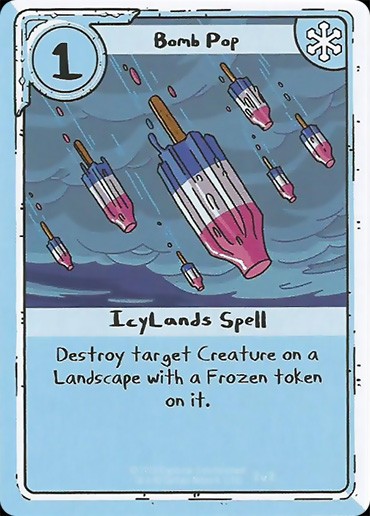 1
Bomb Pop
IcyLands Spell
Destroy target Creature on a
Landscape with a Frozen token
on it.